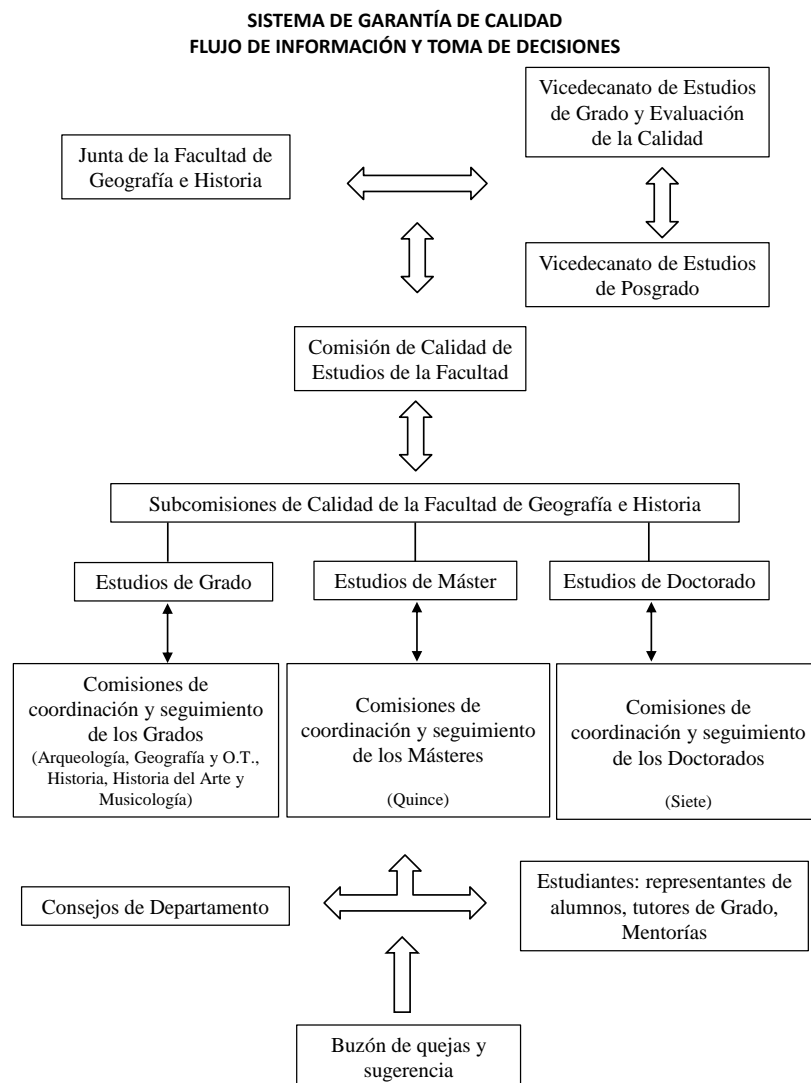 SISTEMA DE GARANTÍA DE CALIDAD
FLUJO DE INFORMACIÓN Y TOMA DE DECISIONES
Vicedecanato de Estudios
de Grado y Evaluación
de la Calidad
Junta de la Facultad de
Geografía e Historia
Vicedecanato de Estudios
de Posgrado
Comisión de Calidad de
Estudios de la Facultad
Subcomisiones de Calidad de la Facultad de Geografía e Historia
Estudios de Grado
Estudios de Máster
Estudios de Doctorado
Comisiones de
coordinación y seguimiento
de los Grados
(Arqueología, Geografía y O.T.,
Historia, Historia del Arte y
Musicología)
Comisiones de
coordinación y seguimiento
de los Másteres
(Quince)
Comisiones de
coordinación y seguimiento
de los Doctorados
(Siete)
Consejos de Departamento
Estudiantes: representantes de
alumnos, tutores de Grado,
Mentorías
Buzón de quejas y
sugerencia